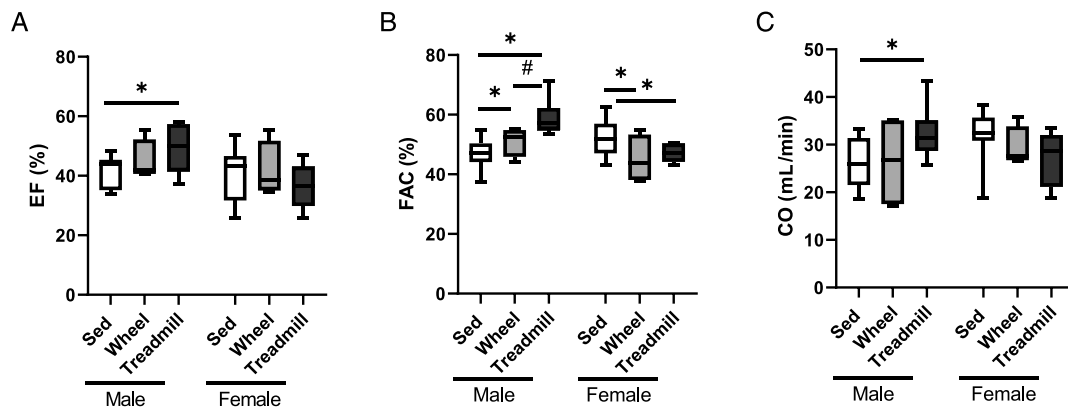 A
EF (%)
80
60
40
20
0
*
Sed
Wheel
Treadmill
Sed
Wheel
Treadmill
Male
Female
B
FAC (%)
80
60
40
20
0
*
#
*
*
*
Sed
Wheel
Treadmill
Sed
Wheel
Treadmill
Male
Female
C
CO (mL/min)
50
40
30
20
10
0
*
Sed
Wheel
Treadmill
Sed
Wheel
Treadmill
Male
Female